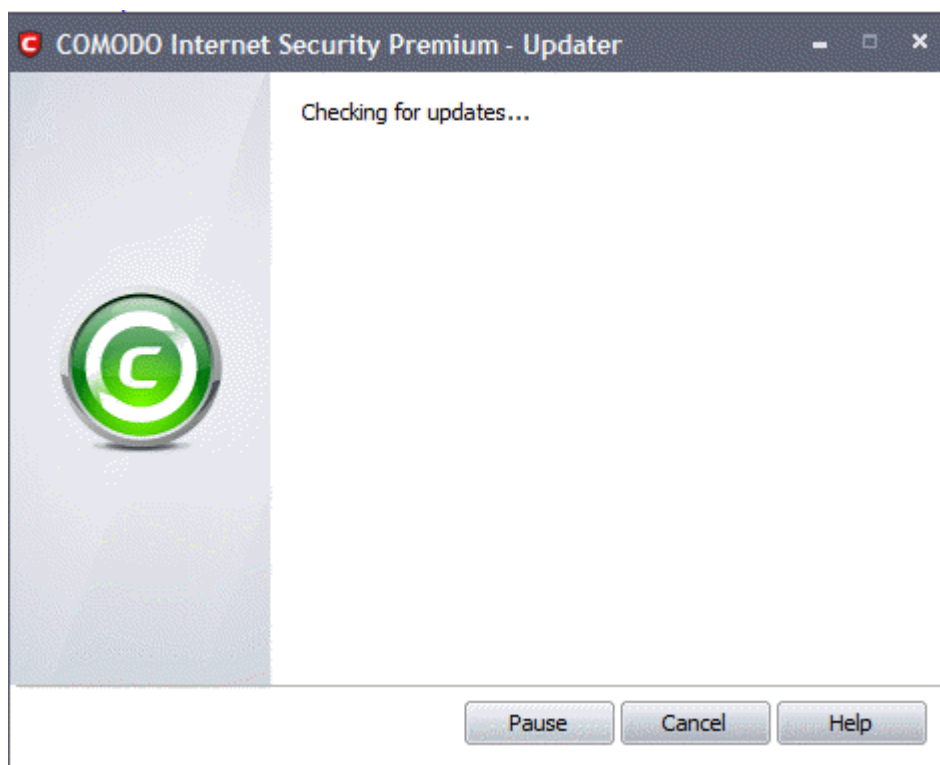 COMODO Internet Security Premium - Updater
Checking for updates...
C
Pause Cancel Help